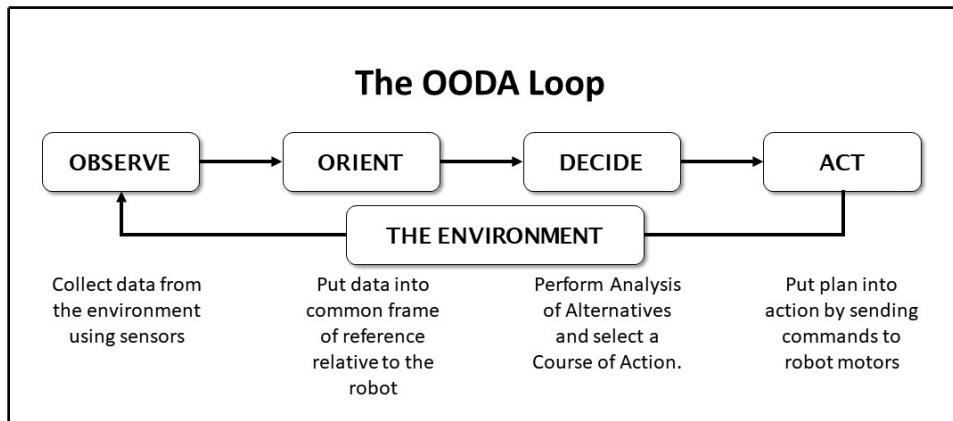 The OODA Loop
OBSERVE
ORIENT
DECIDE
ACT
THE ENVIRONMENT
Collect data from
the environment
using sensors
Put data into
common frame
of reference
relative to the
robot
Perform Analysis
of Alternatives
and select a
Course of Action.
Put plan into
action by sending
commands to
robot motors